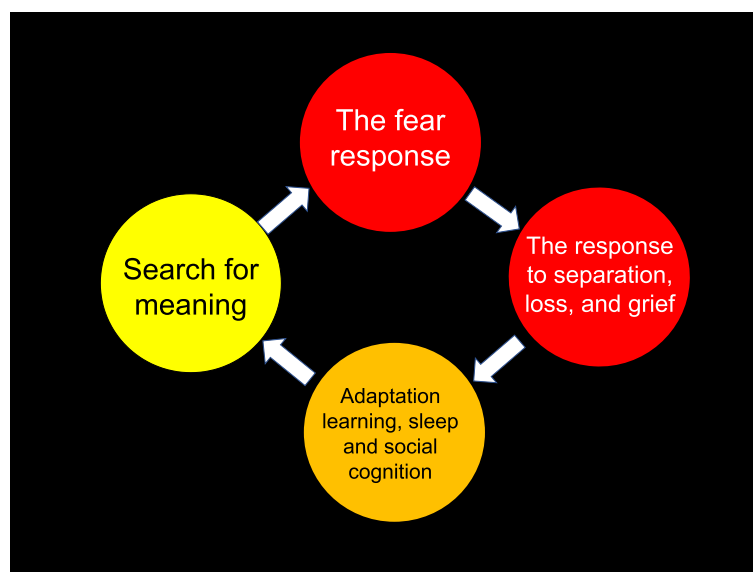 The fear
response
The response
to separation,
loss, and grief
Adaptation
learning, sleep
and social
cognition
Search for
meaning